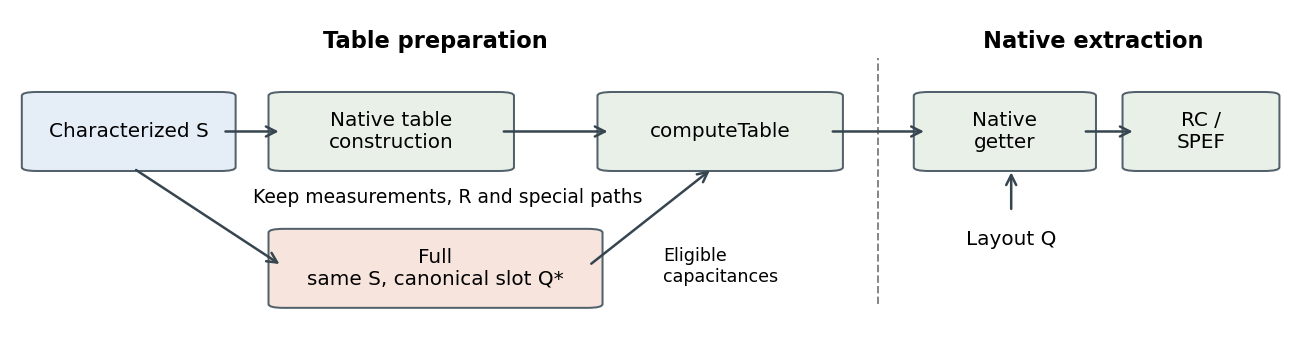 Table preparation
Native extraction
Characterized S
Native table
construction
computeTable
Native
getter
RC /
SPEF
Keep measurements, R and special paths
Full
same S, canonical slot Q*
Eligible
capacitances
Layout Q